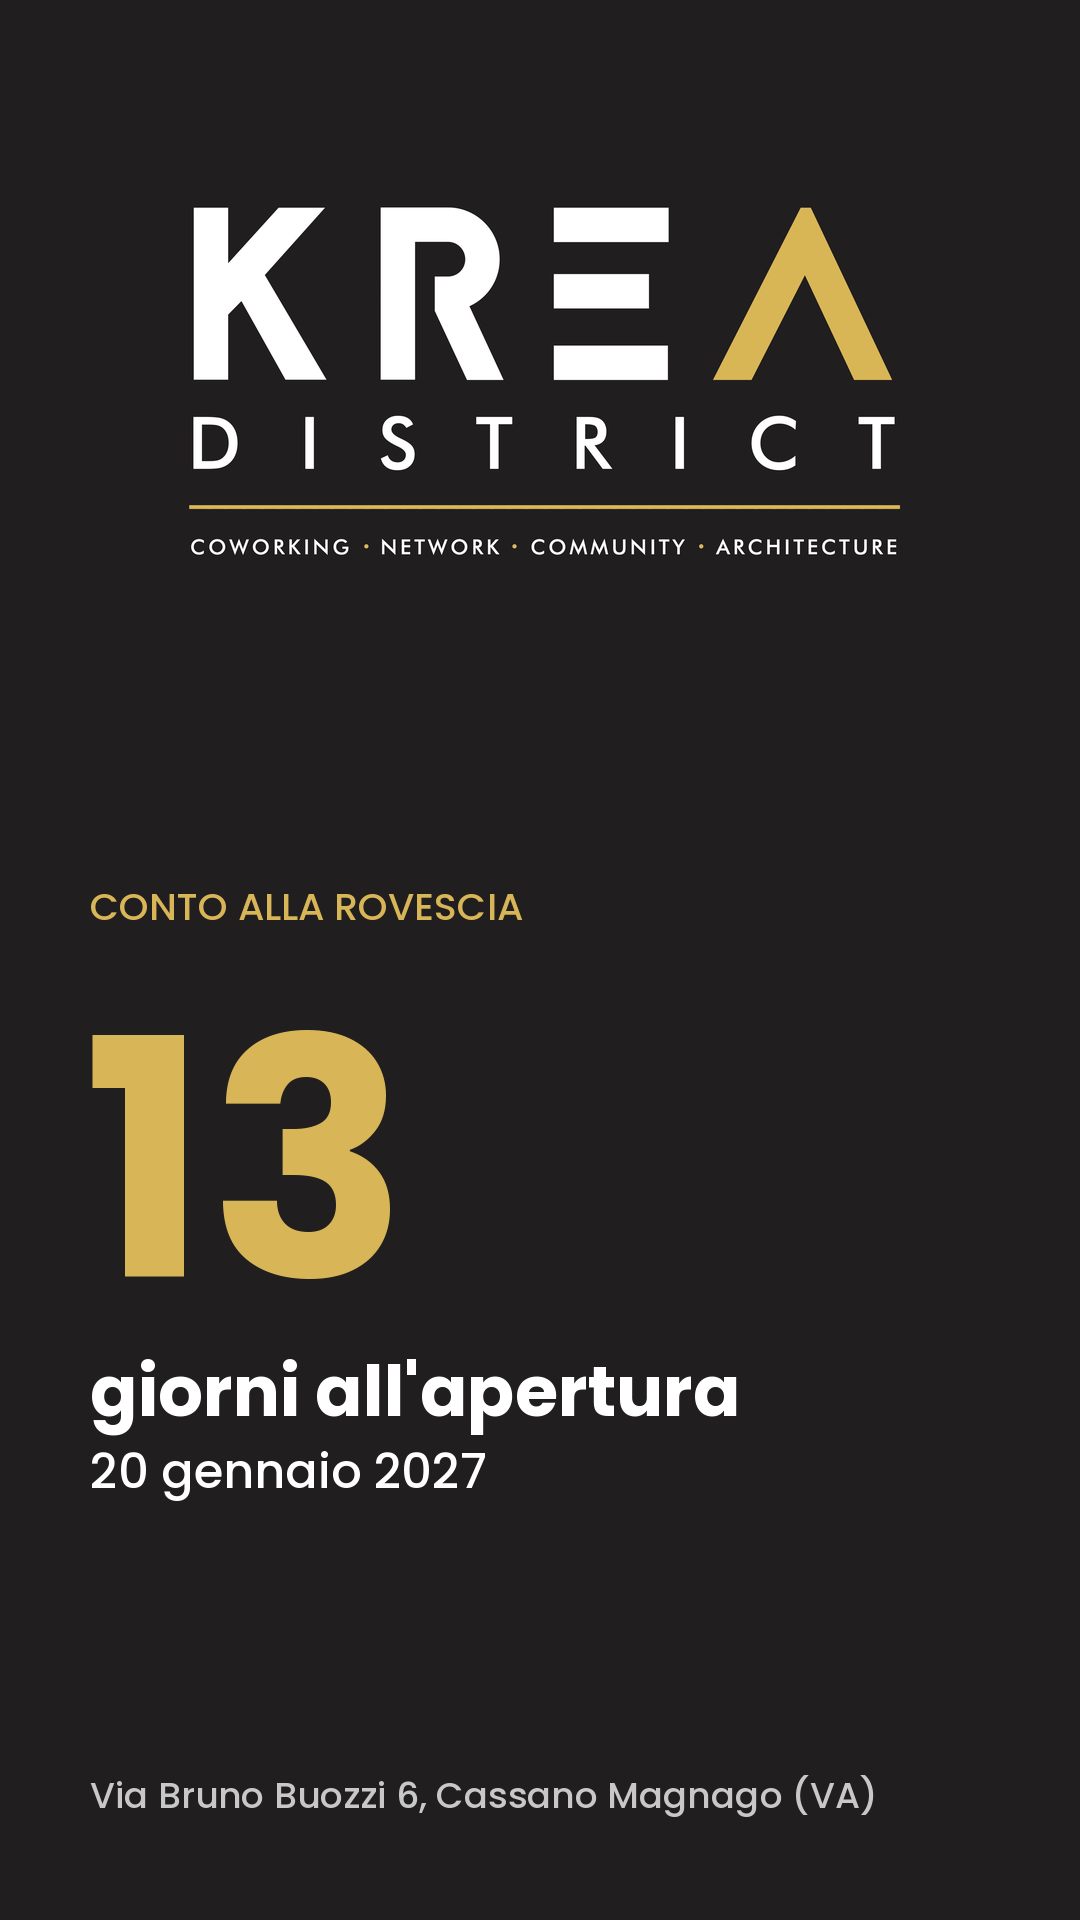 KREA
DISTRICT
COWORKING · NETWORK · COMMUNITY · ARCHITECTURE
CONTO ALLA ROVESCIA
13
giorni all'apertura
20 gennaio 2027
Via Bruno Buozzi 6, Cassano Magnago (VA)